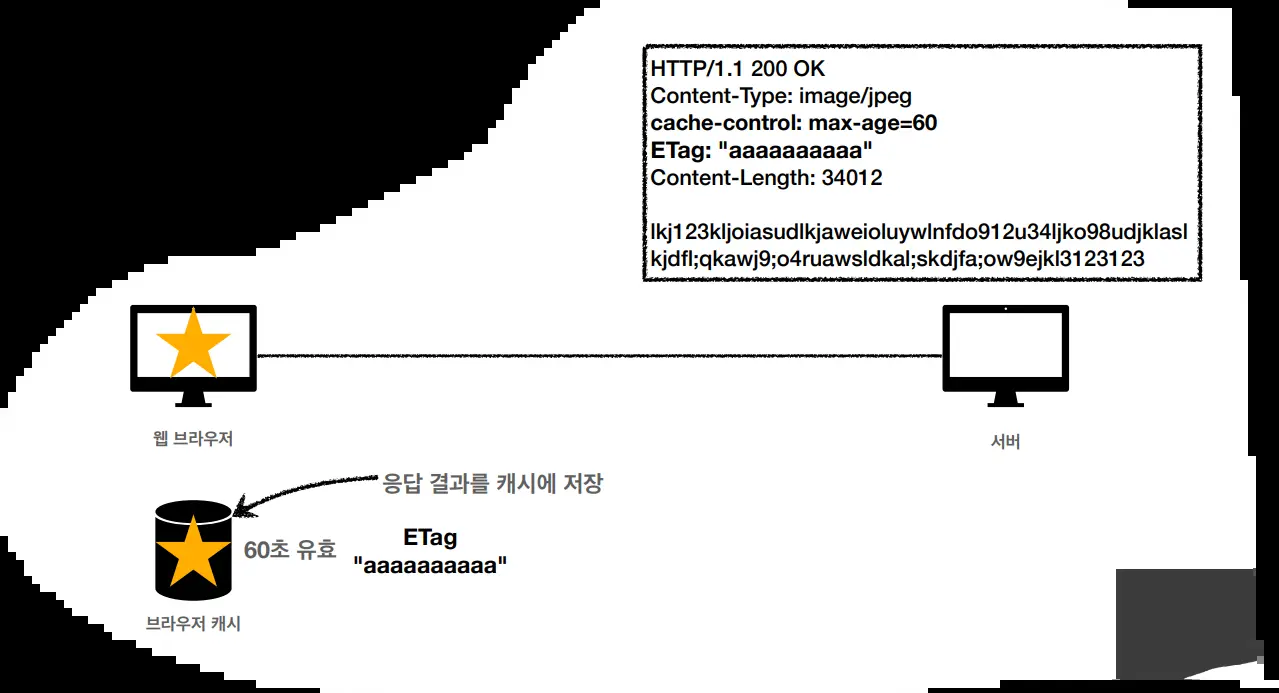 HTTP/1.1 200 OK
Content-Type: image/jpeg
cache-control: max-age=60
ETag: "aaaaaaaaaa"
Content-Length: 34012
lkj123kljoiasudlkjaweioluywlnfdo912u34ljko98udjklasl
kjdfl;qkawj9;o4ruawsldkal;skdjfa;ow9ejkl3123123
웹 브라우저
서버
응답 결과를 캐시에 저장
60초 유효
ETag
"aaaaaaaaaa"
브라우저 캐시